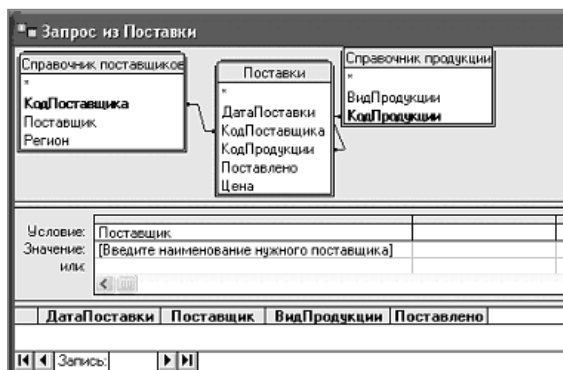 Запрос из Поставки
Справочник поставщиков
*
КодПоставщика
Поставщик
Регион
Поставки
*
ДатаПоставки
КодПоставщика
КодПродукции
Поставлено
Цена
Справочник продукции
*
ВидПродукции
КодПродукции
Условие: Поставщик
Значение: [Введите наименование нужного поставщика]
или:
ДатаПоставки Поставщик ВидПродукции Поставлено
Запись: